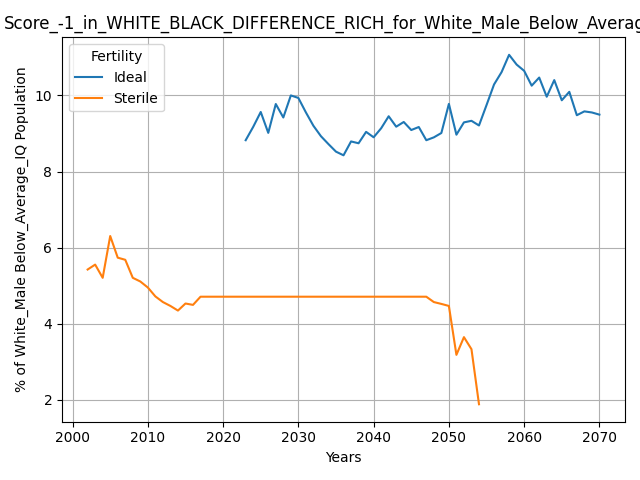 Score_-1_in_WHITE_BLACK_DIFFERENCE_RICH_for_White_Male_Below_Averag
Fertility
Ideal
Sterile
% of White_Male Below_Average_IQ Population
10
8
6
4
2
2000 2010 2020 2030 2040 2050 2060 2070
Years